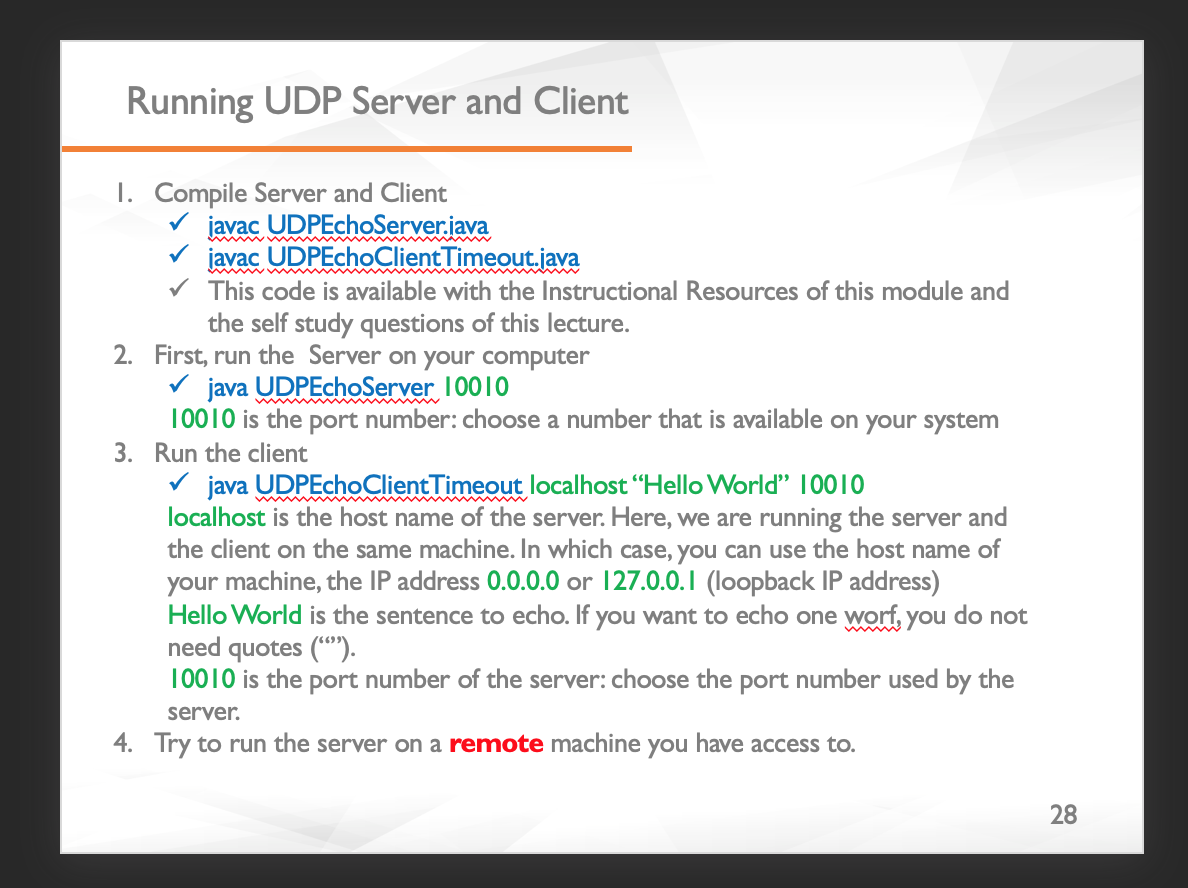 Running UDP Server and Client
1. Compile Server and Client
✓ javac UDPEchoServer.java
✓ javac UDPEchoClientTimeout.java
✓ This code is available with the Instructional Resources of this module and
the self study questions of this lecture.
2. First, run the  Server on your computer
✓ java UDPEchoServer 10010
10010 is the port number: choose a number that is available on your system
3. Run the client
✓ java UDPEchoClientTimeout localhost “Hello World” 10010
localhost is the host name of the server. Here, we are running the server and
the client on the same machine. In which case, you can use the host name of
your machine, the IP address 0.0.0.0 or 127.0.0.1 (loopback IP address)
Hello World is the sentence to echo. If you want to echo one worf, you do not
need quotes (“”).
10010 is the port number of the server: choose the port number used by the
server.
4. Try to run the server on a remote machine you have access to.
28